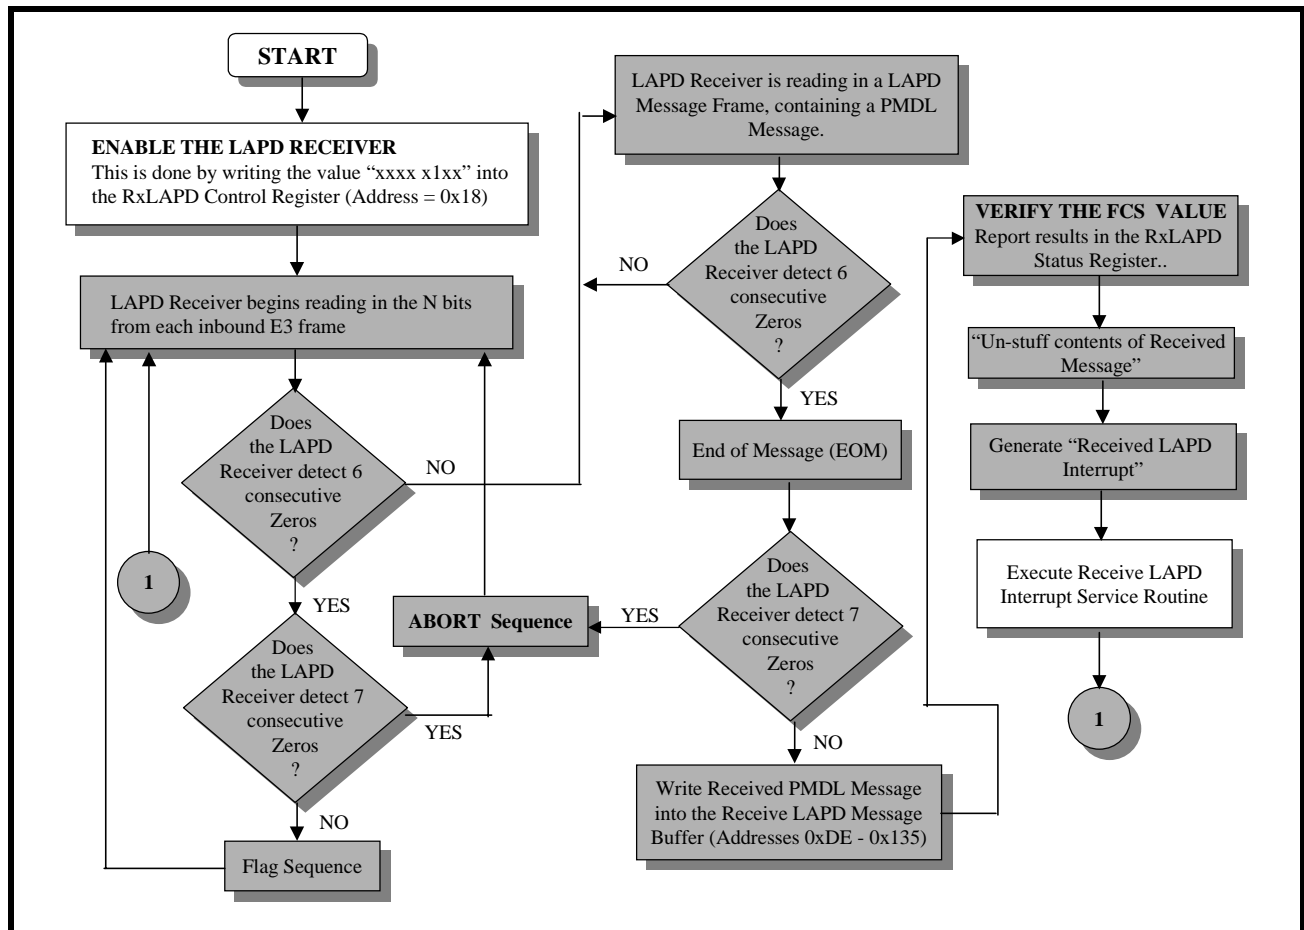 START
ENABLE THE LAPD RECEIVER
This is done by writing the value “xxxx x1xx” into
the RxLAPD Control Register (Address = 0x18)
LAPD Receiver begins reading in the N bits
from each inbound E3 frame
Does
the LAPD
Receiver detect 6
consecutive
Zeros
?
NO
YES
1
Does
the LAPD
Receiver detect 7
consecutive
Zeros
?
YES
NO
Flag Sequence
ABORT Sequence
LAPD Receiver is reading in a LAPD
Message Frame, containing a PMDL
Message.
Does
the LAPD
Receiver detect 6
consecutive
Zeros
?
NO
YES
End of Message (EOM)
Does
the LAPD
Receiver detect 7
consecutive
Zeros
?
YES
NO
Write Received PMDL Message
into the Receive LAPD Message
Buffer (Addresses 0xDE - 0x135)
VERIFY THE FCS VALUE
Report results in the RxLAPD
Status Register..
“Un-stuff contents of Received
Message”
Generate “Received LAPD
Interrupt”
Execute Receive LAPD
Interrupt Service Routine
1